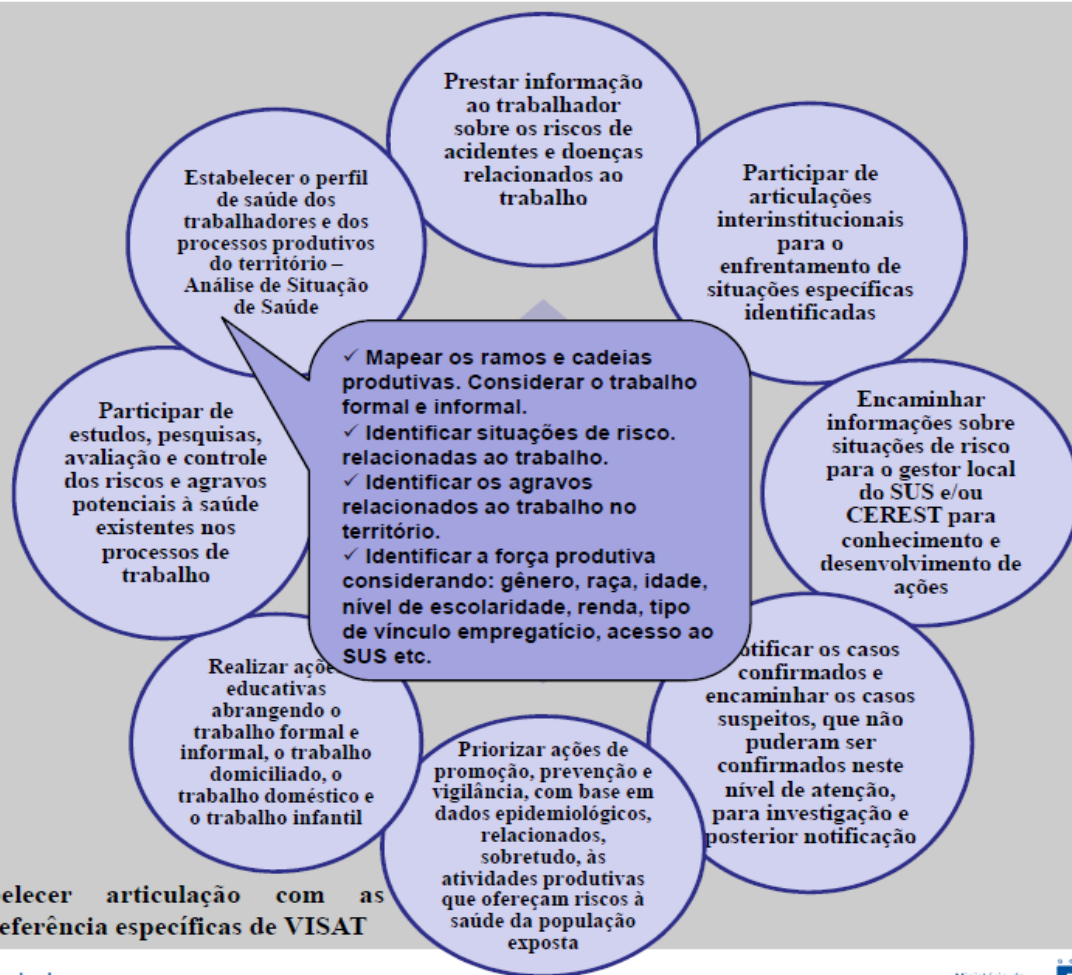 Prestar informação
ao trabalhador
sobre os riscos de
acidentes e doenças
relacionados ao
trabalho
Participar de
articulações
interinstitucionais
para o
enfrentamento de
situações específicas
identificadas
Encaminhar
informações sobre
situações de risco
para o gestor local
do SUS e/ou
CEREST para
conhecimento e
desenvolvimento de
ações
otificar os casos
confirmados e
encaminhar os casos
suspeitos, que não
puderam ser
confirmados neste
nível de atenção,
para investigação e
posterior notificação
Priorizar ações de
promoção, prevenção e
vigilância, com base em
dados epidemiológicos,
relacionados,
sobretudo, às
atividades produtivas
que ofereçam riscos à
saúde da população
exposta
Realizar açõe
educativas
abrangendo o
trabalho formal e
informal, o trabalho
domiciliado, o
trabalho doméstico e
o trabalho infantil
Participar de
estudos, pesquisas,
avaliação e controle
dos riscos e agravos
potenciais à saúde
existentes nos
processos de
trabalho
Estabelecer o perfil
de saúde dos
trabalhadores e dos
processos produtivos
do território –
Análise de Situação
de Saúde
✓ Mapear os ramos e cadeias
produtivas. Considerar o trabalho
formal e informal.
✓ Identificar situações de risco.
relacionadas ao trabalho.
✓ Identificar os agravos
relacionados ao trabalho no
território.
✓ Identificar a força produtiva
considerando: gênero, raça, idade,
nível de escolaridade, renda, tipo
de vínculo empregatício, acesso ao
SUS etc.
elecer articulação com as
eferência específicas de VISAT